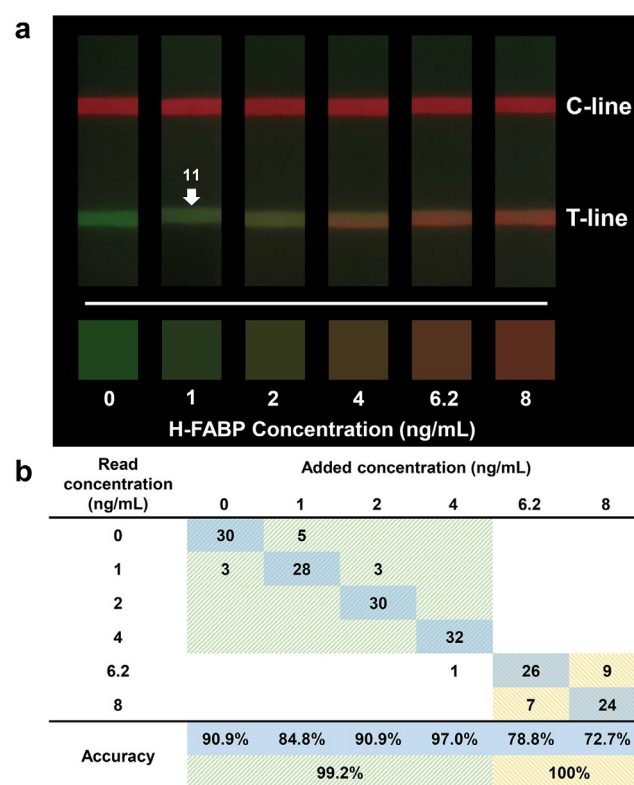 a
C-line
11
T-line
0 1 2 4 6.2 8
H-FABP Concentration (ng/mL)
b
Read concentration (ng/mL)
Added concentration (ng/mL)
0 1 2 4 6.2 8
0 30 5
1 3 28 3
2 30
4 32
6.2 1 26 9
8 7 24
Accuracy
90.9% 84.8% 90.9% 97.0% 78.8% 72.7%
99.2% 100%